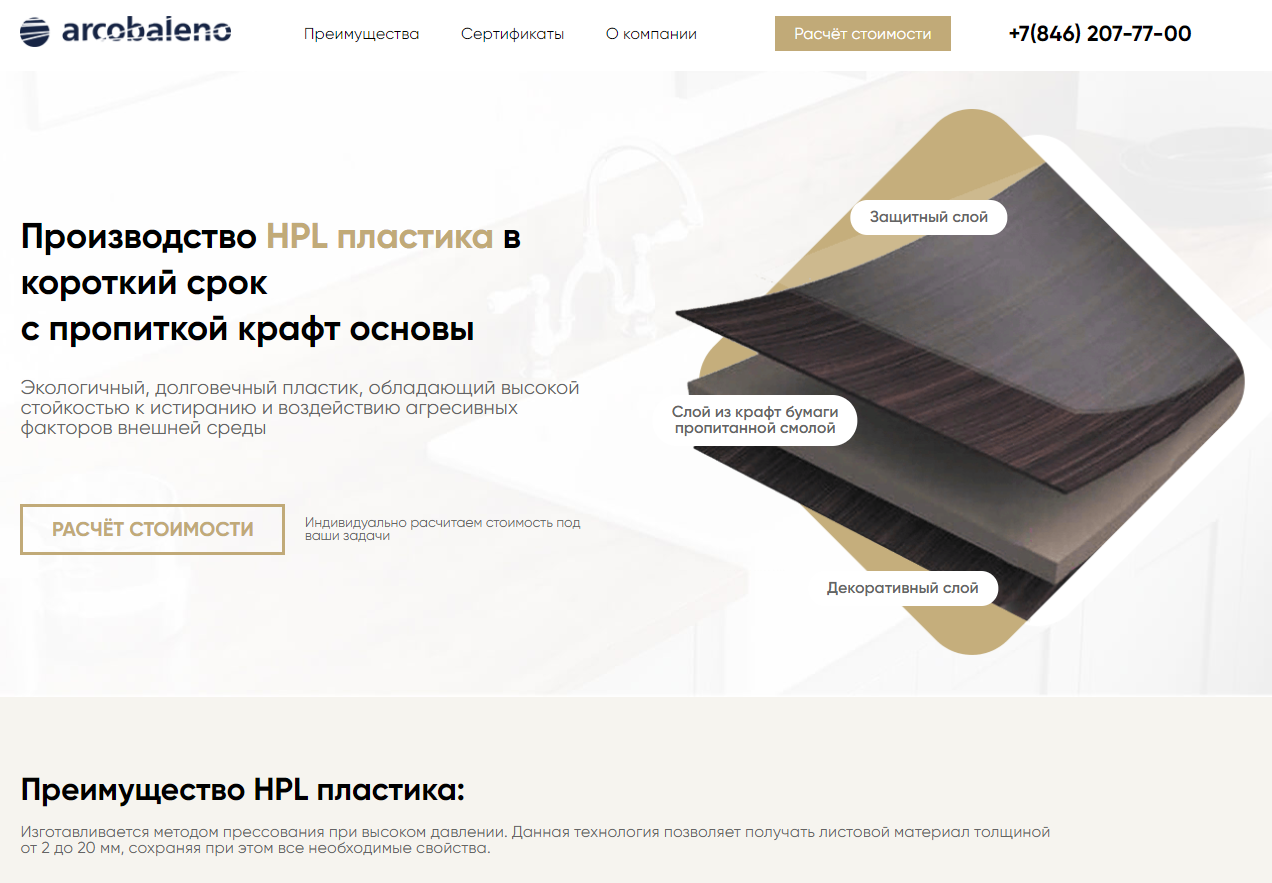 arcobaleno
Преимущества
Сертификаты
О компании
Расчёт стоимости
+7(846) 207-77-00
Производство HPL пластика в
короткий срок
с пропиткой крафт основы
Экологичный, долговечный пластик, обладающий высокой
стойкостью к истиранию и воздействию агресивных
факторов внешней среды
РАСЧЁТ СТОИМОСТИ
Индивидуально расчитаем стоимость под
ваши задачи
Защитный слой
Слой из крафт бумаги
пропитанной смолой
Декоративный слой
Преимущество HPL пластика:
Изготавливается методом прессования при высоком давлении. Данная технология позволяет получать листовой материал толщиной
от 2 до 20 мм, сохраняя при этом все необходимые свойства.